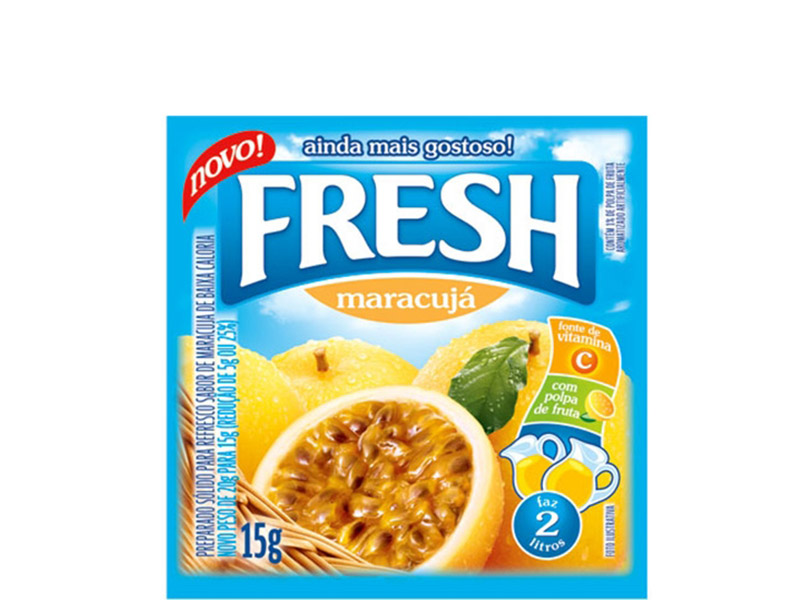 novo!
ainda mais gostoso!
FRESH
maracujá
CONTÉM 1% DE POLPA DE FRUTA
AROMATIZADO ARTIFICIALMENTE
fonte de
vitamina
C
com
polpa
de fruta
faz
2
litros
PREPARADO SÓLIDO PARA REFRESCO SABOR DE MARACUJÁ DE BAIXA CALORIA
NOVO PESO DE 20g PARA 15g (REDUÇÃO DE 5g OU 25%)
15g
FOTO ILUSTRATIVA